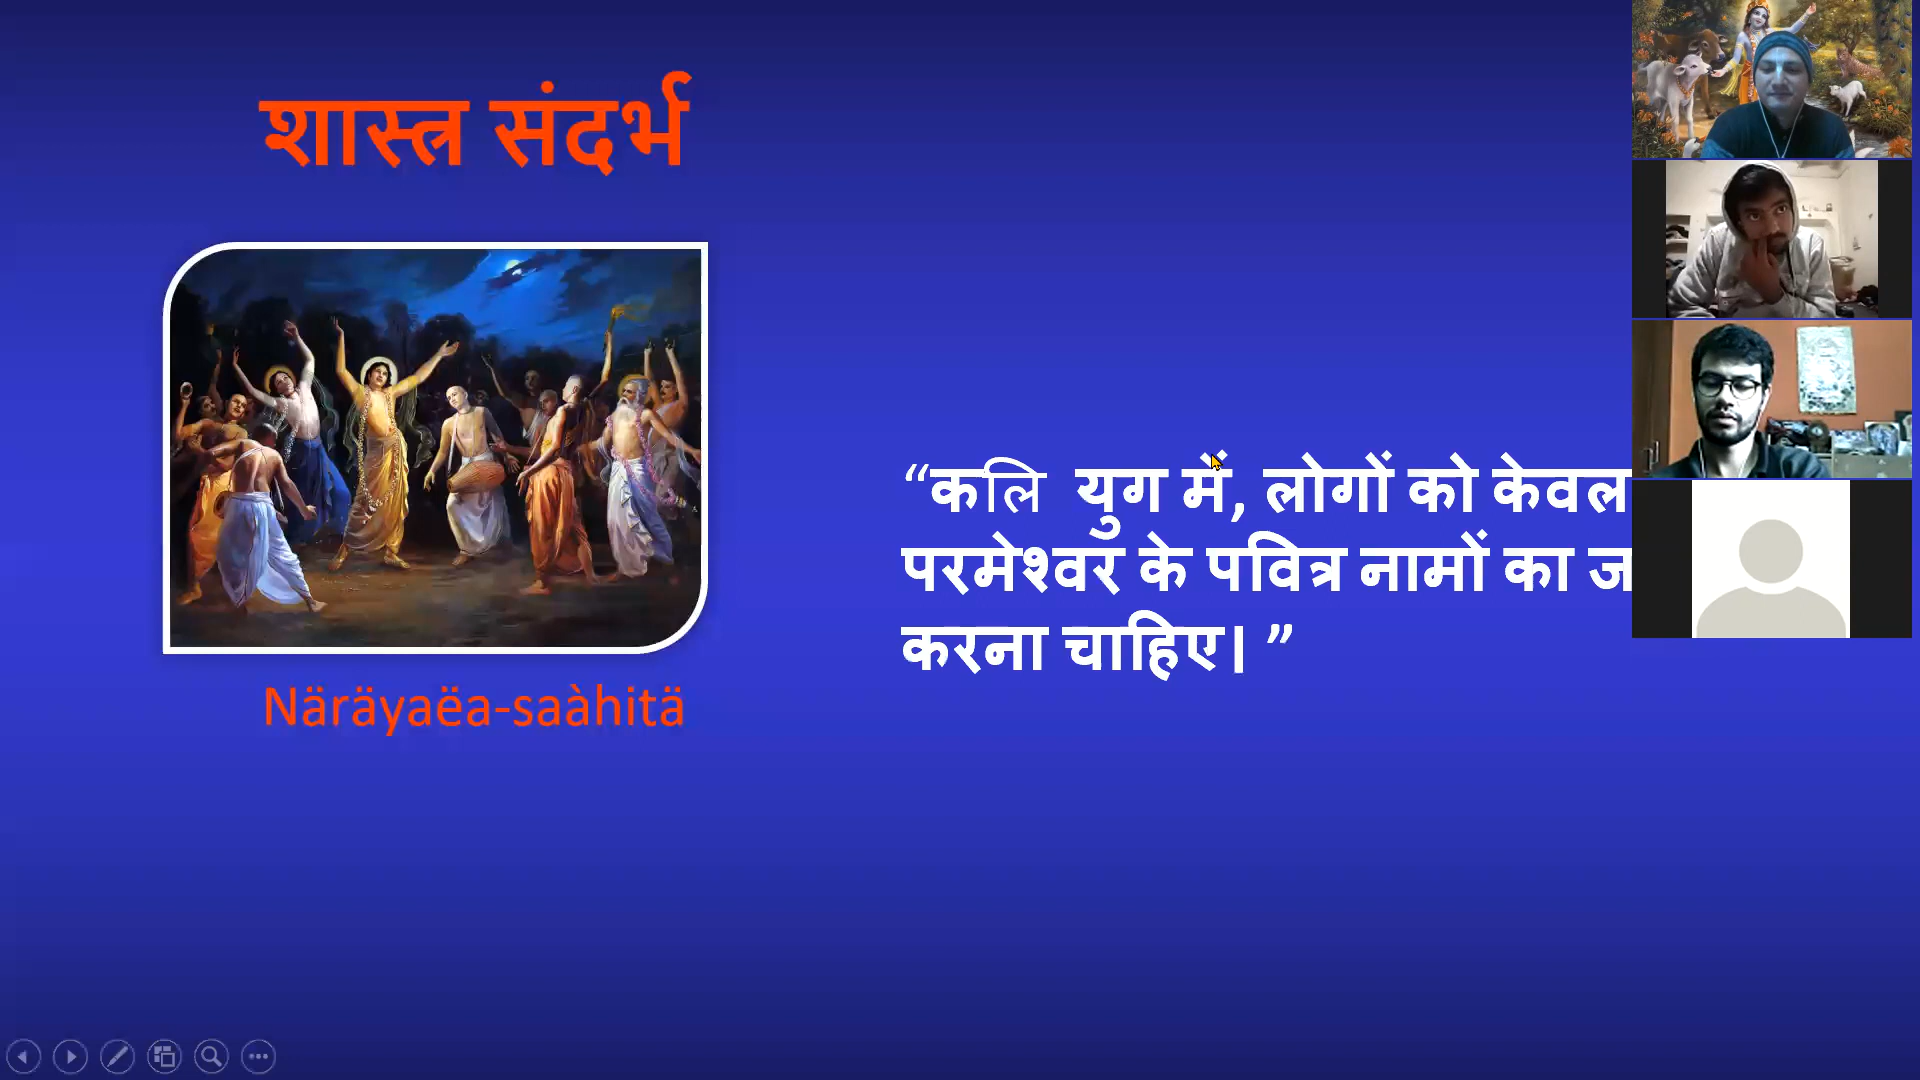 शास्त्र संदर्भ
Näräyaëa-saàhitä
“कलि युग में, लोगों को केवल
परमेश्वर के पवित्र नामों का
करना चाहिए| ”